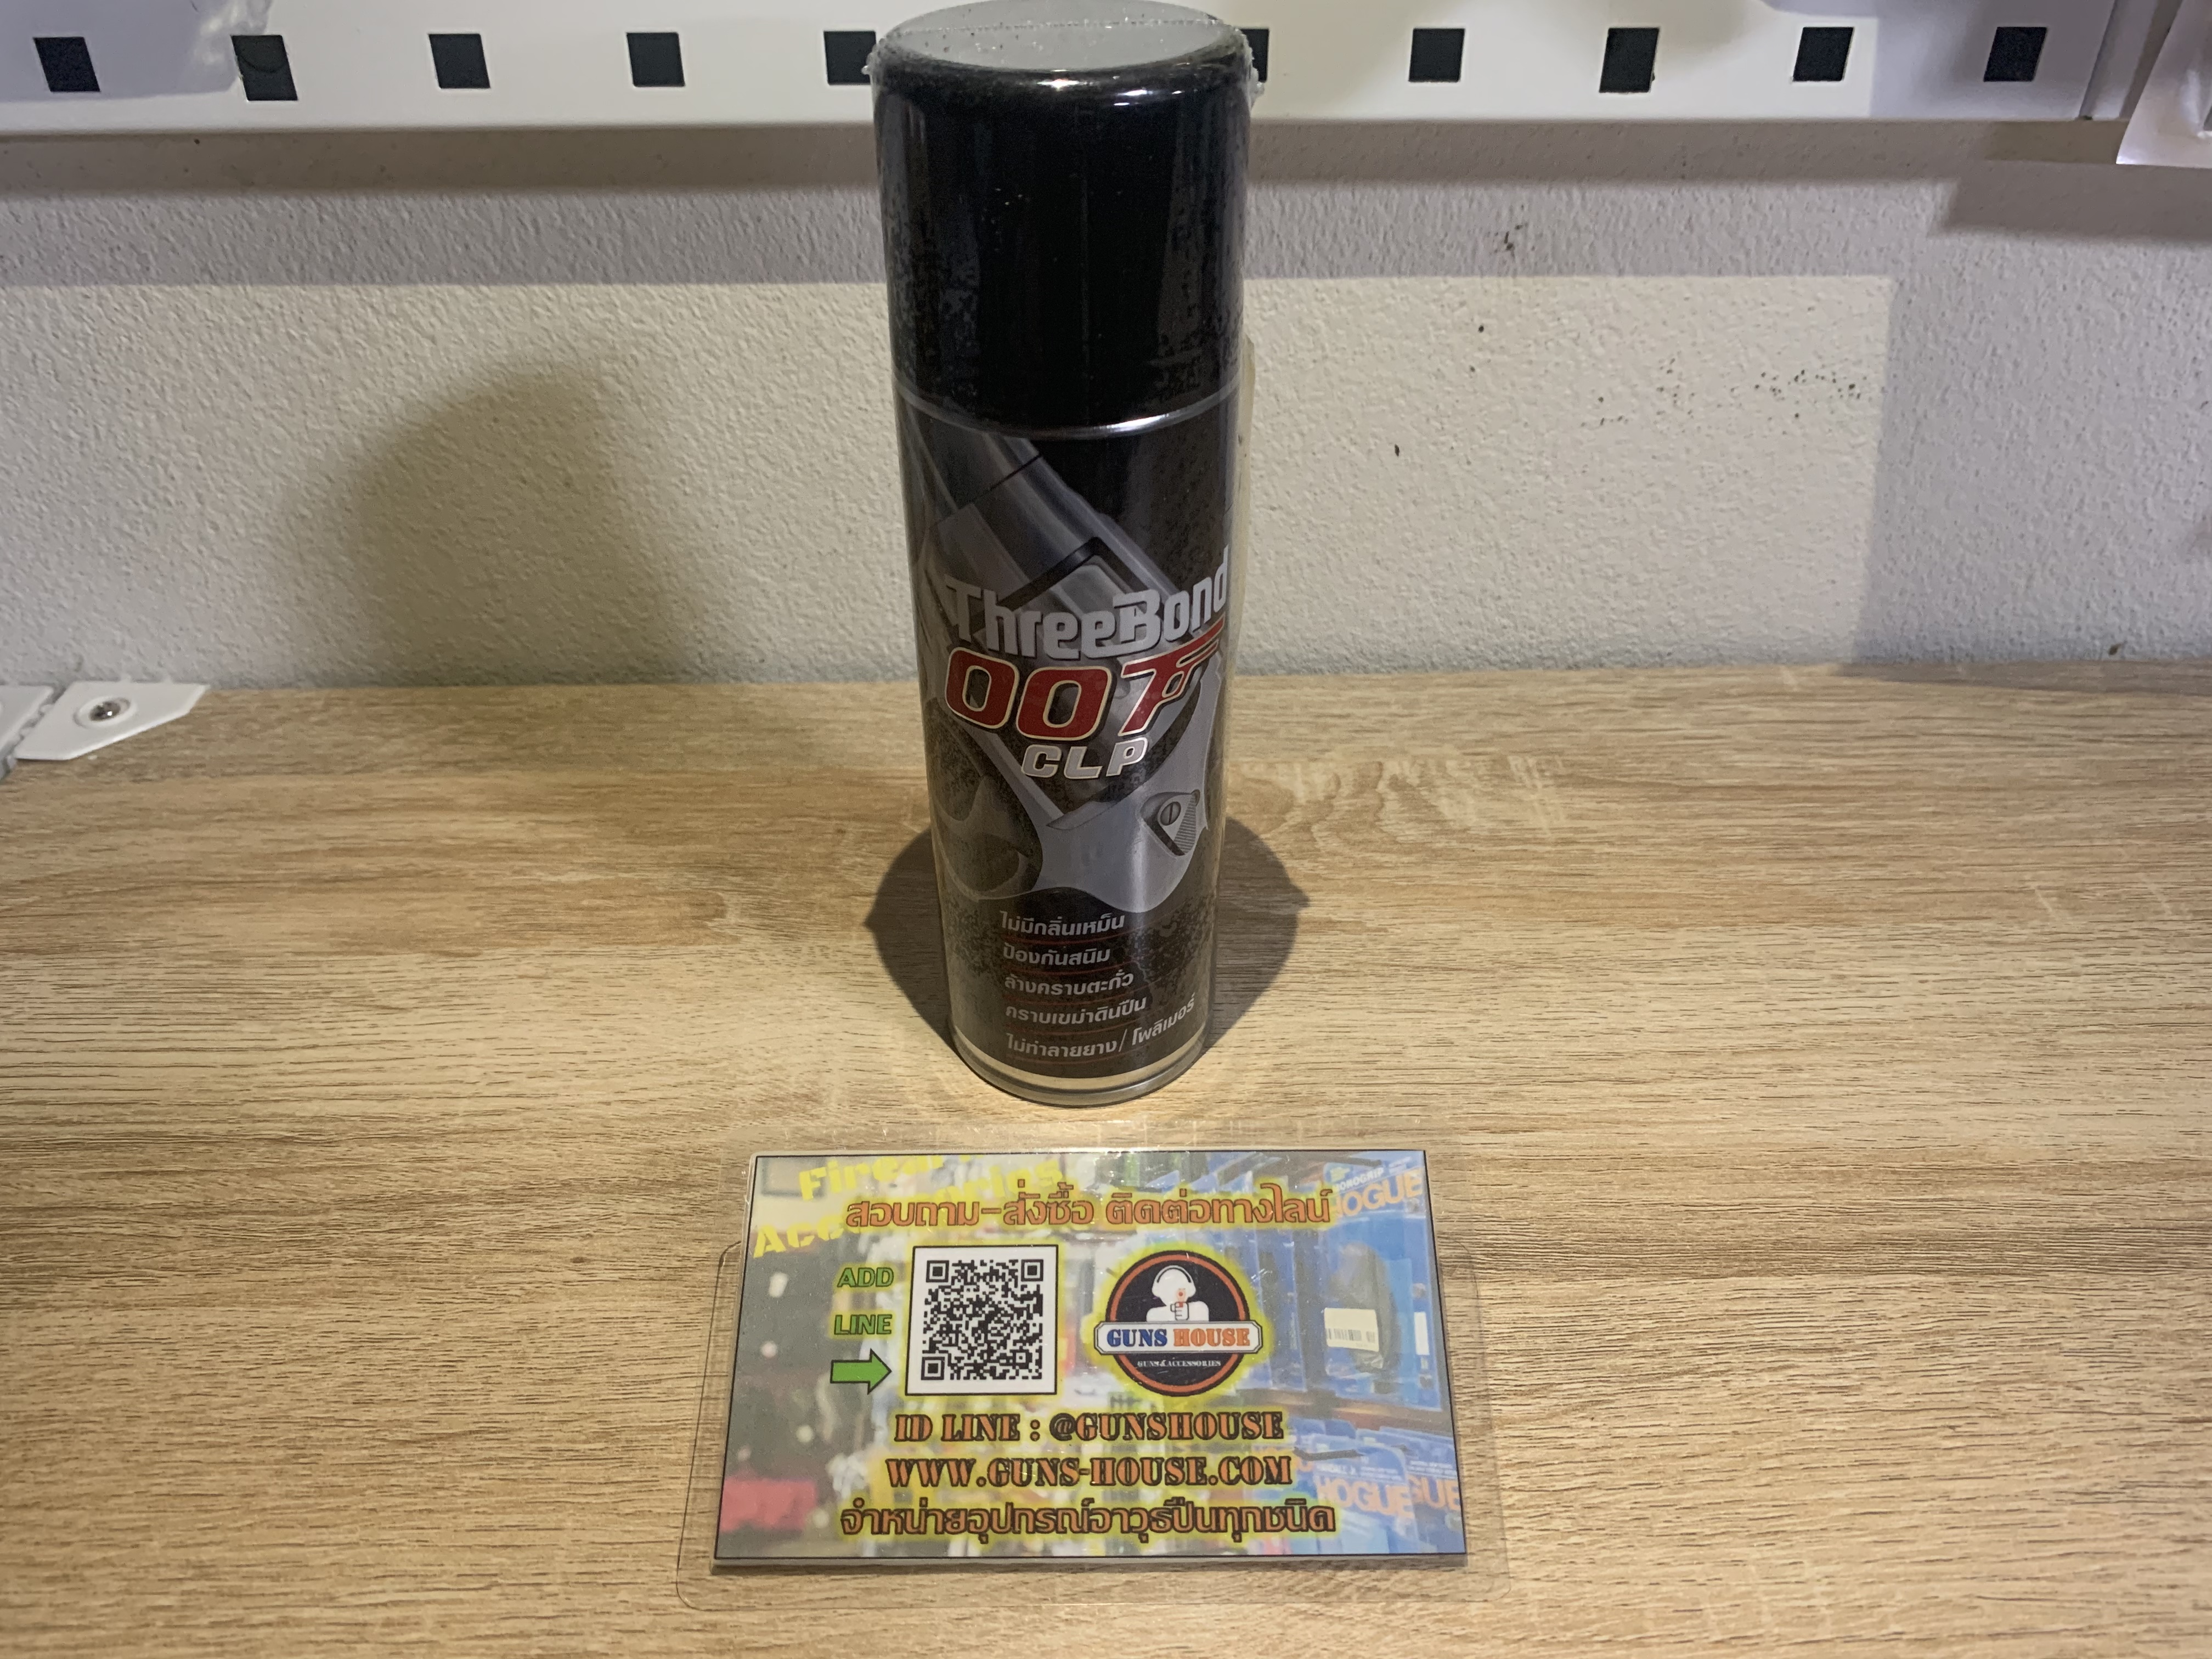 ThreeBond
007
CLP
ไม่มีกลิ่นเหม็น
ป้องกันสนิม
ล้างคราบตะกั่ว
คราบเขม่าดินปืน
ไม่ทำลายยาง/โพลิเมอร์
สอบถาม-สั่งซื้อ ติดต่อทางไลน์
HOGUE
ADD
LINE
GUNS HOUSE
GUNS & ACCESSORIES
ID LINE : @GUNSHOUSE
WWW.GUNS-HOUSE.COM
HOGUE
จำหน่ายอุปกรณ์อาวุธปืนทุกชนิด